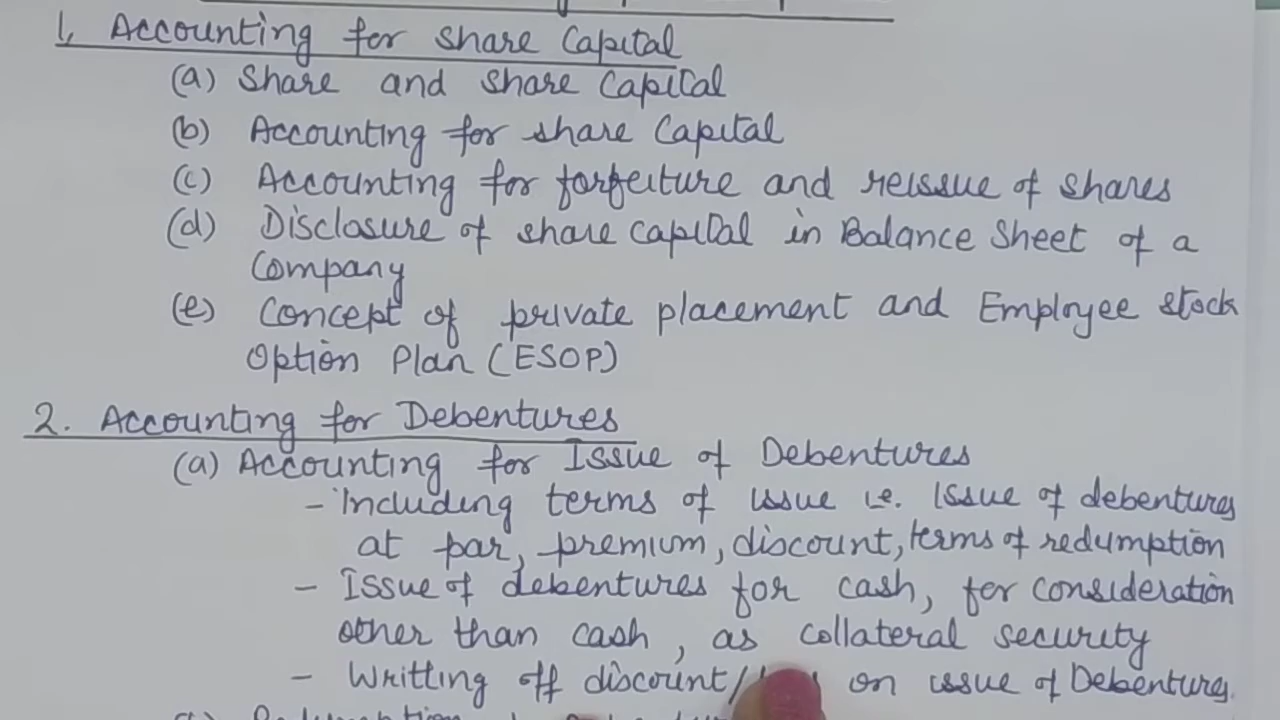 1, Accounting for share Capital
(a) Share and share Capital
(b) Accounting for share Capital
(c) Accounting for forfeiture and reissue of shares
(d) Disclosure of share capital in Balance Sheet of a
Company
(e) Concept of private placement and Employee stock
Option Plan (ESOP)
2. Accounting for Debentures
(a) Accounting for Issue of Debentures
- Including terms of issue i.e. Issue of debentures
at par, premium, discount, terms of redumption
- Issue of debentures for cash, for consideration
other than cash, as collateral security
- Writting off discount/ on issue of Debentures.